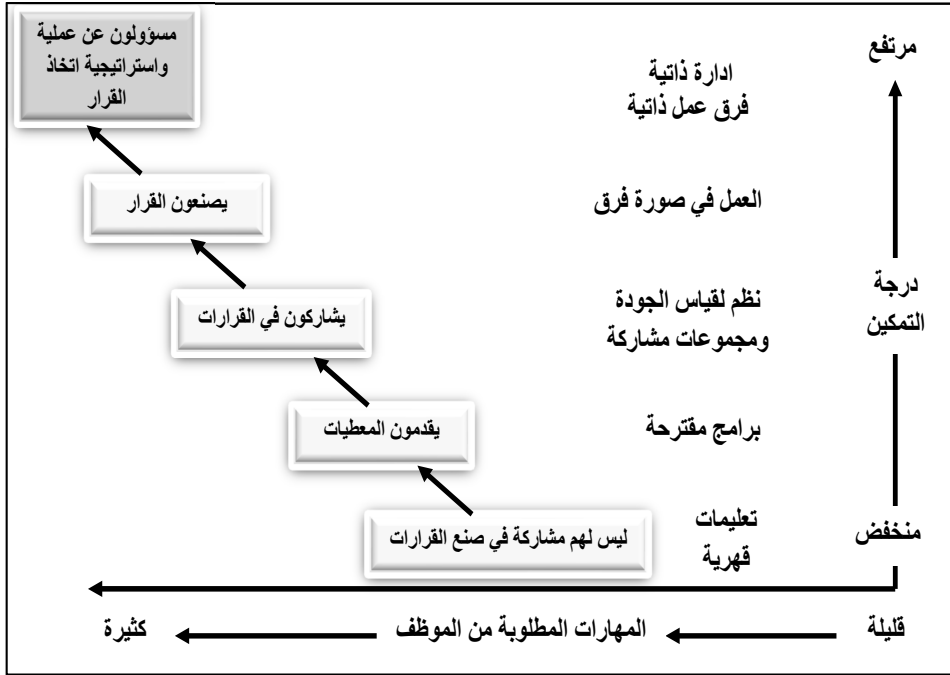 مرتفع
ادارة ذاتية
فرق عمل ذاتية
مسؤولون عن عملية
واستراتيجية اتخاذ
القرار
العمل في صورة فرق
يصنعون القرار
درجة
التمكين
نظم لقياس الجودة
ومجموعات مشاركة
يشاركون في القرارات
برامج مقترحة
يقدمون المعطيات
منخفض
تعليمات
قهرية
ليس لهم مشاركة في صنع القرارات
قليلة
المهارات المطلوبة من الموظف
كثيرة